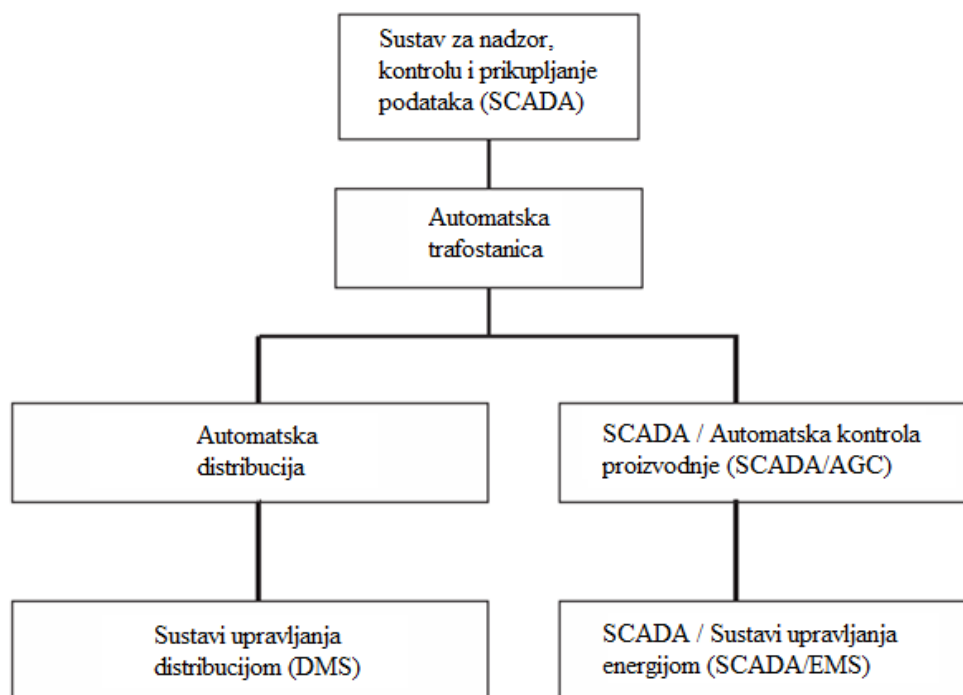 Sustav za nadzor,
kontrolu i prikupljanje
podataka (SCADA)
Automatska
trafostanica
Automatska
distribucija
SCADA / Automatska kontrola
proizvodnje (SCADA/AGC)
Sustavi upravljanja
distribucijom (DMS)
SCADA / Sustavi upravljanja
energijom (SCADA/EMS)